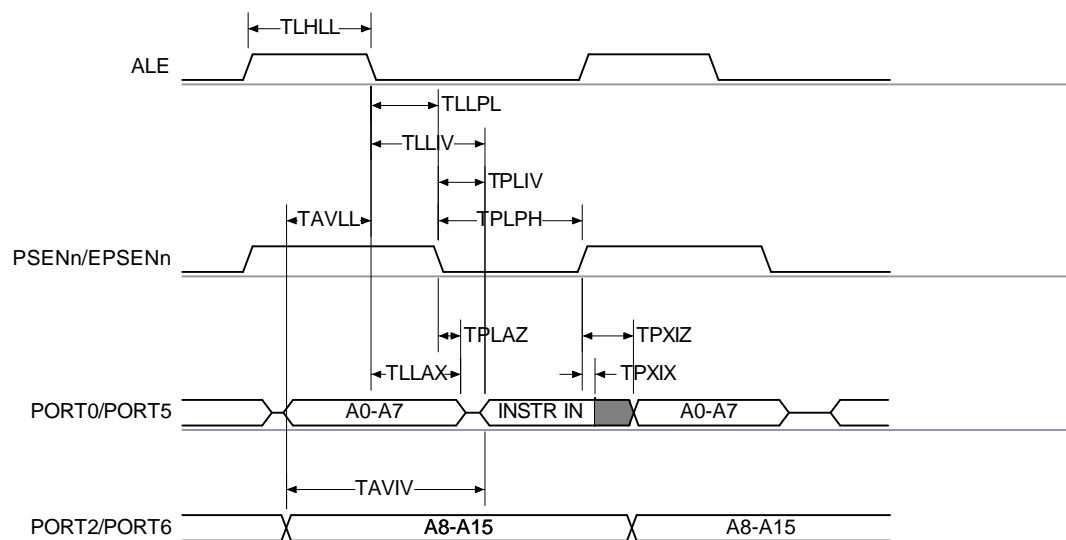 TLHLL
ALE
TLLPL
TLLIV
TPLIV
TAVLL
TPLPH
PSENn/EPSENn
TPLAZ
TPXIZ
TLLAX
TPXIX
PORT0/PORT5
A0-A7
INSTR IN
A0-A7
TAVIV
PORT2/PORT6
A8-A15
A8-A15